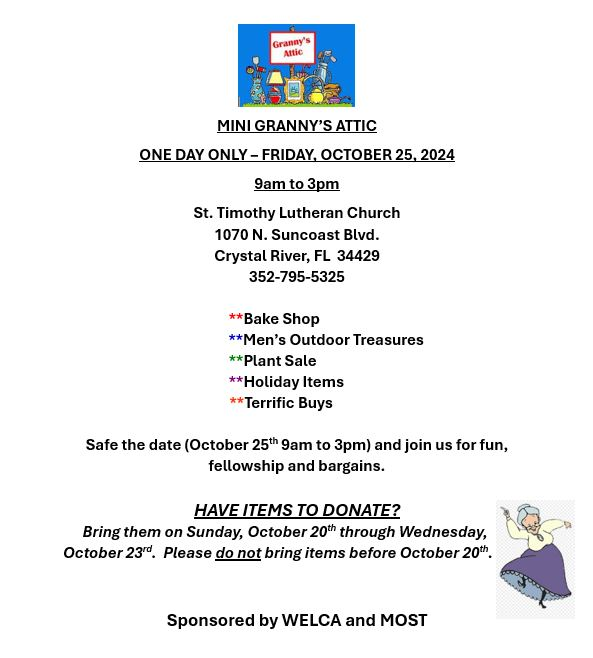 Granny's
Attic
MINI GRANNY'S ATTIC
ONE DAY ONLY – FRIDAY, OCTOBER 25, 2024
9am to 3pm
St. Timothy Lutheran Church
1070 N. Suncoast Blvd.
Crystal River, FL  34429
352-795-5325
**Bake Shop
**Men's Outdoor Treasures
**Plant Sale
**Holiday Items
**Terrific Buys
Safe the date (October 25th 9am to 3pm) and join us for fun,
fellowship and bargains.
HAVE ITEMS TO DONATE?
Bring them on Sunday, October 20th through Wednesday,
October 23rd.  Please do not bring items before October 20th.
Sponsored by WELCA and MOST